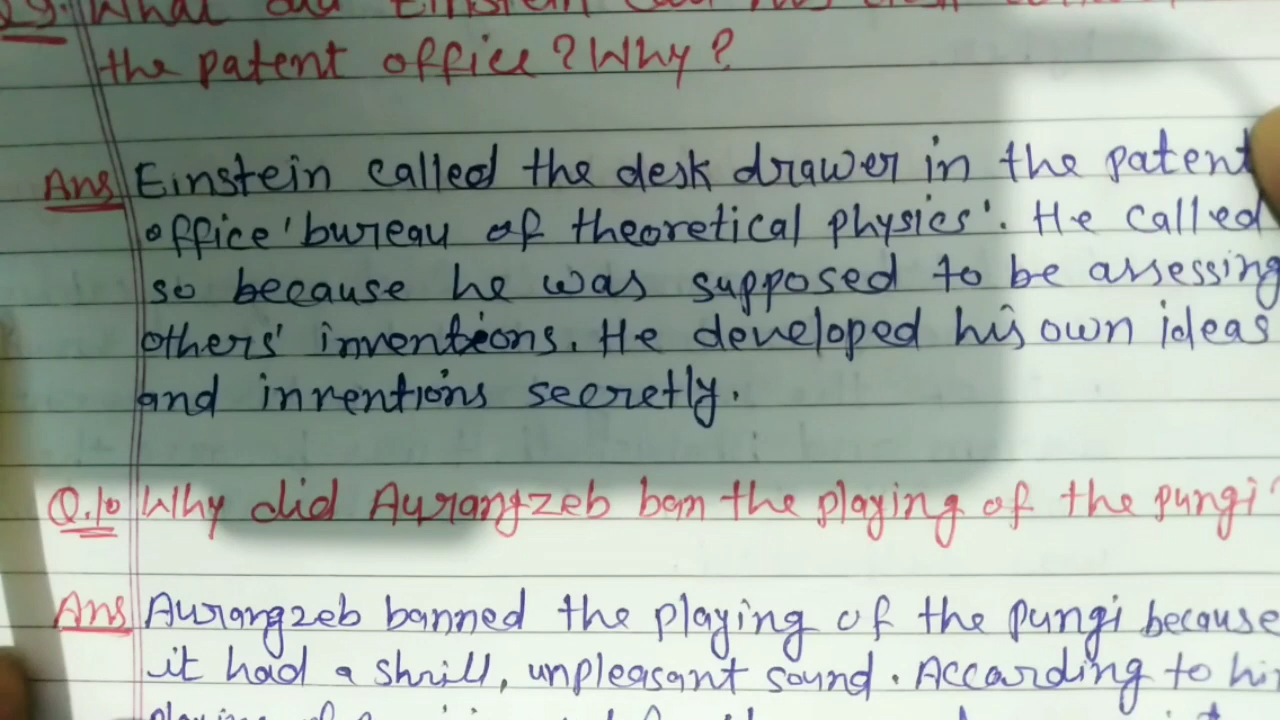 the patent office? Why?
Ans Einstein called the desk drawer in the patent
office 'bureau of theoretical physics'. He called
so because he was supposed to be assessing
others' inventions. He developed his own ideas
and inventions secretly.
Q.10 Why did Aurangzeb ban the playing of the pungi?
Ans Aurangzeb banned the playing of the pungi because
it had a shrill, unpleasant sound. According to